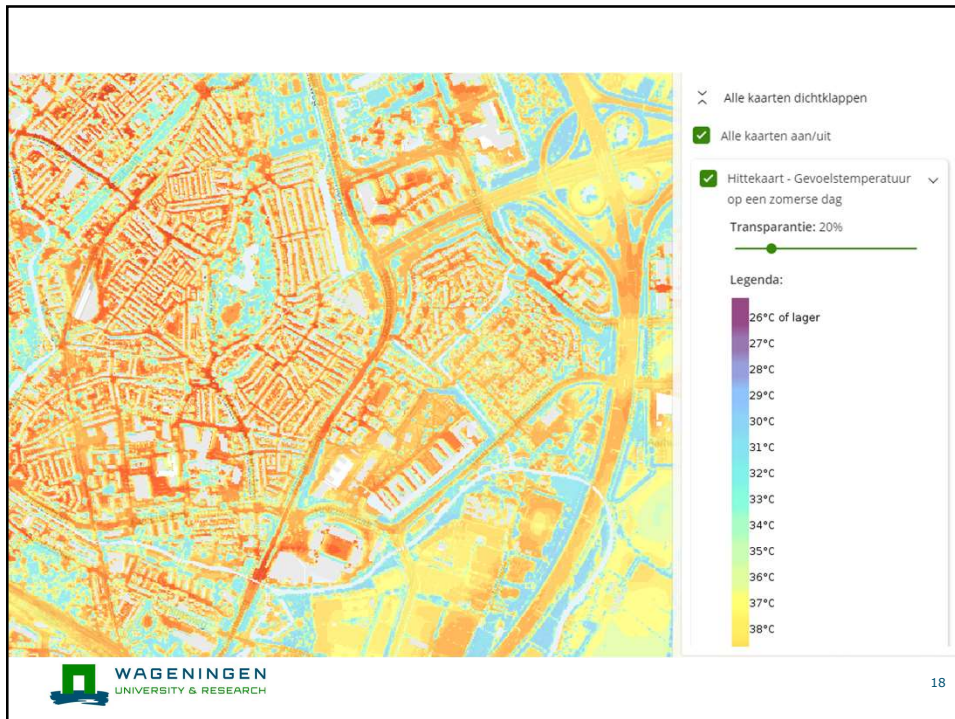 Alle kaarten dichtklappen
Alle kaarten aan/uit
Hittekaart - Gevoelstemperatuur
op een zomerse dag
Transparantie: 20%
Legenda:
26°C of lager
27°C
28°C
29°C
30°C
31°C
32°C
33°C
34°C
35°C
36°C
37°C
38°C
WAGENINGEN
UNIVERSITY & RESEARCH
18